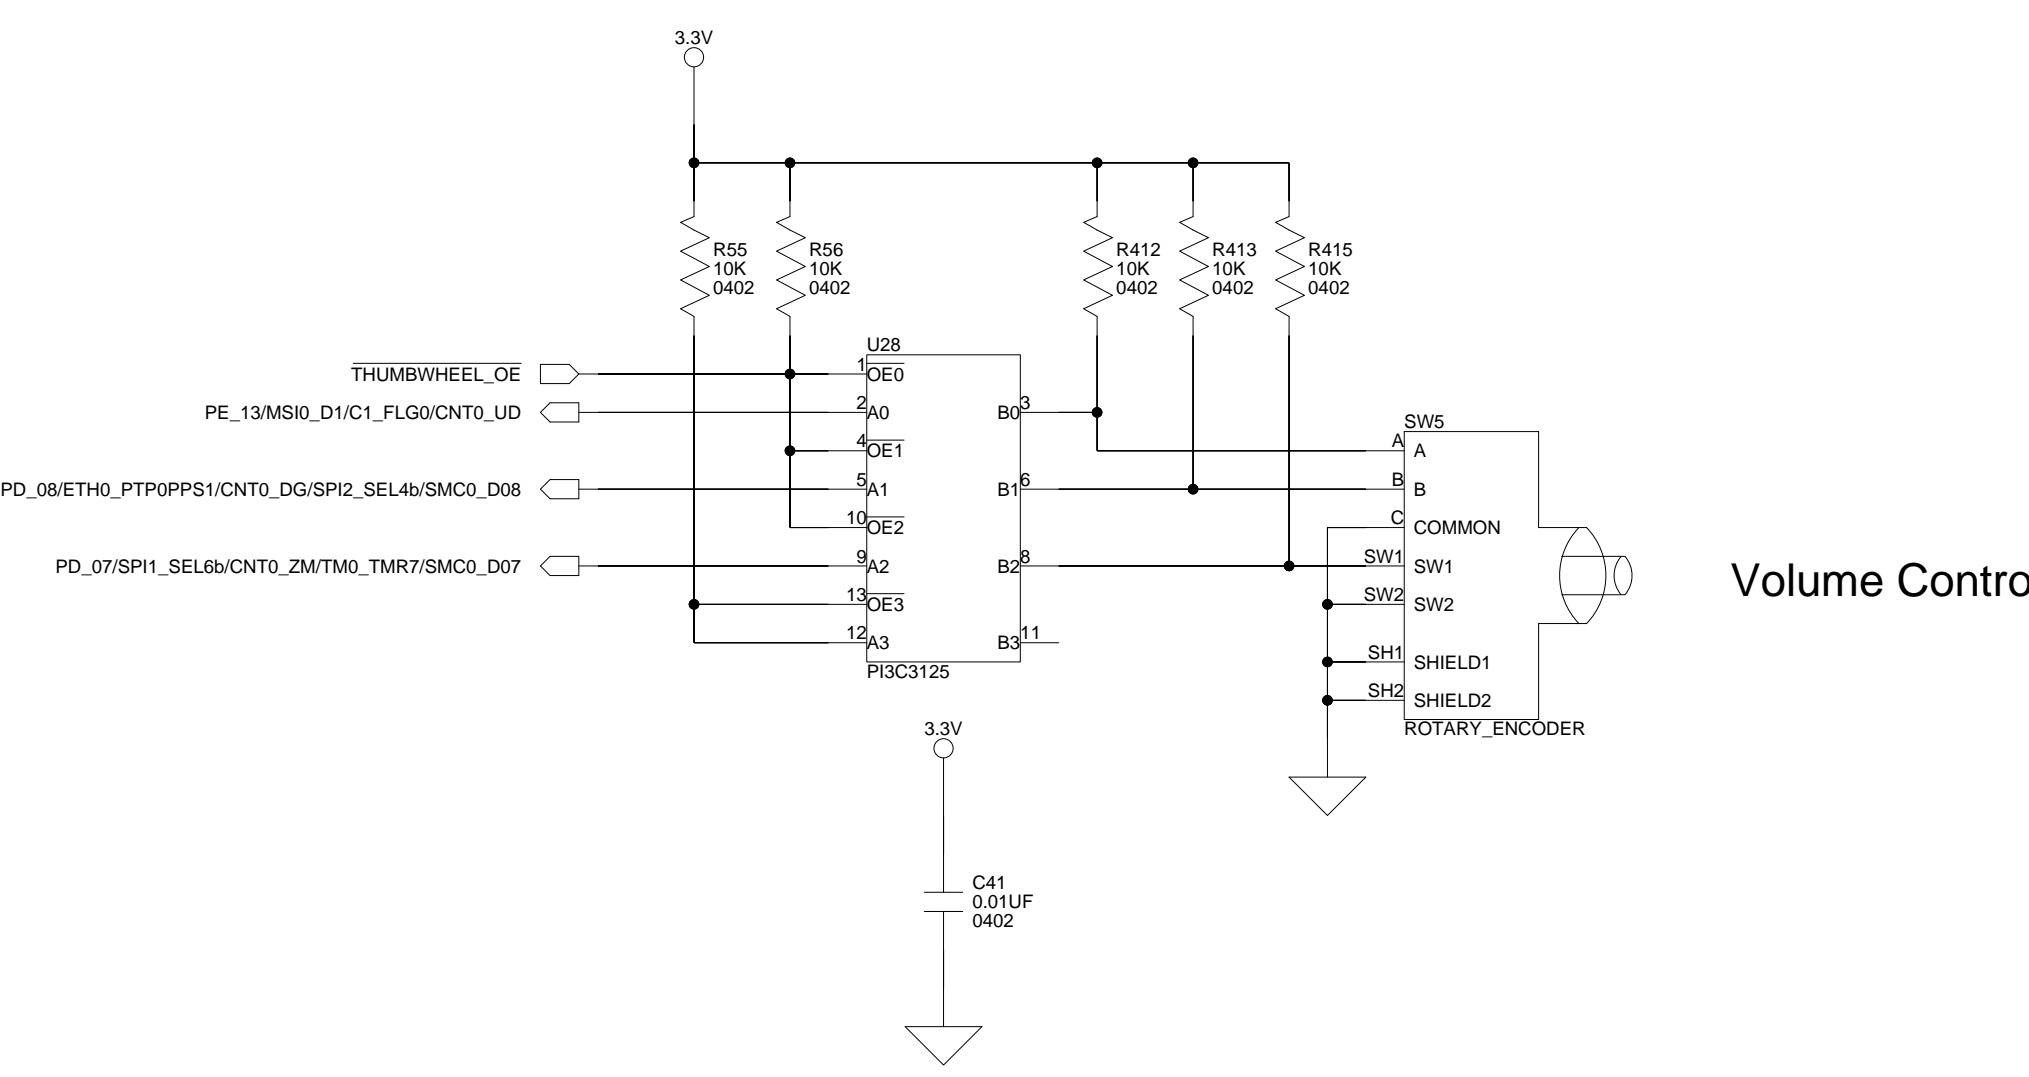 3.3V
R55
10K
0402
R56
10K
0402
R412
10K
0402
R413
10K
0402
R415
10K
0402
THUMBWHEEL_OE
PE_13/MSI0_D1/C1_FLG0/CNT0_UD
PD_08/ETH0_PTP0PPS1/CNT0_DG/SPI2_SEL4b/SMC0_D08
PD_07/SPI1_SEL6b/CNT0_ZM/TM0_TMR7/SMC0_D07
U28
1 OE0
2 A0
4 OE1
5 A1
10 OE2
9 A2
13 OE3
12 A3
B0 3
B1 6
B2 8
B3 11
PI3C3125
SW5
A A
B B
C COMMON
SW1 SW1
SW2 SW2
SH1 SHIELD1
SH2 SHIELD2
ROTARY_ENCODER
Volume Contro
3.3V
C41
0.01UF
0402